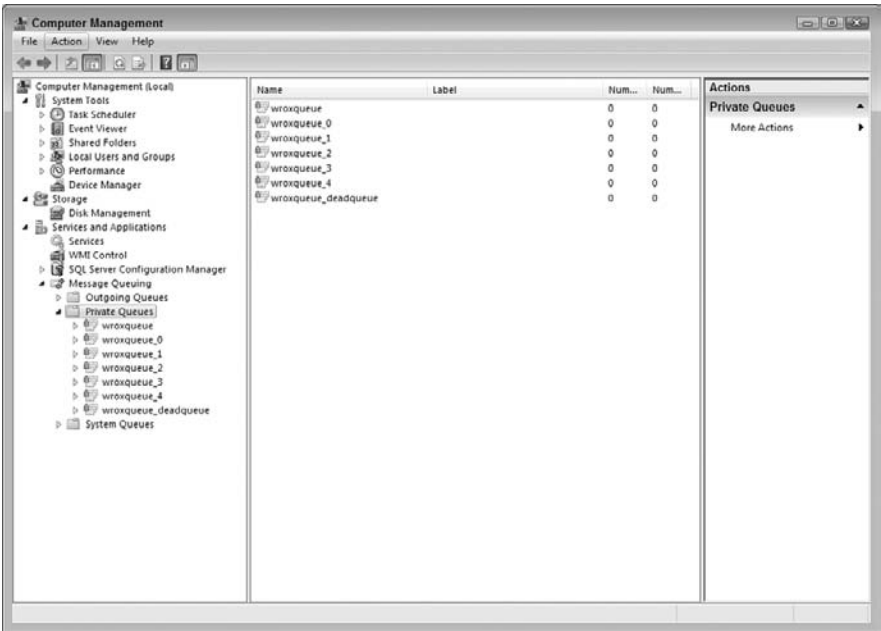 Computer Management
File Action View Help
Computer Management (Local)
System Tools
Task Scheduler
Event Viewer
Shared Folders
Local Users and Groups
Performance
Device Manager
Storage
Disk Management
Services and Applications
Services
WMI Control
SQL Server Configuration Manager
Message Queuing
Outgoing Queues
Private Queues
wroxqueue
wroxqueue_0
wroxqueue_1
wroxqueue_2
wroxqueue_3
wroxqueue_4
wroxqueue_deadqueue
System Queues
Name Label Num... Num...
wroxqueue 0 0
wroxqueue_0 0 0
wroxqueue_1 0 0
wroxqueue_2 0 0
wroxqueue_3 0 0
wroxqueue_4 0 0
wroxqueue_deadqueue 0 0
Actions
Private Queues
More Actions